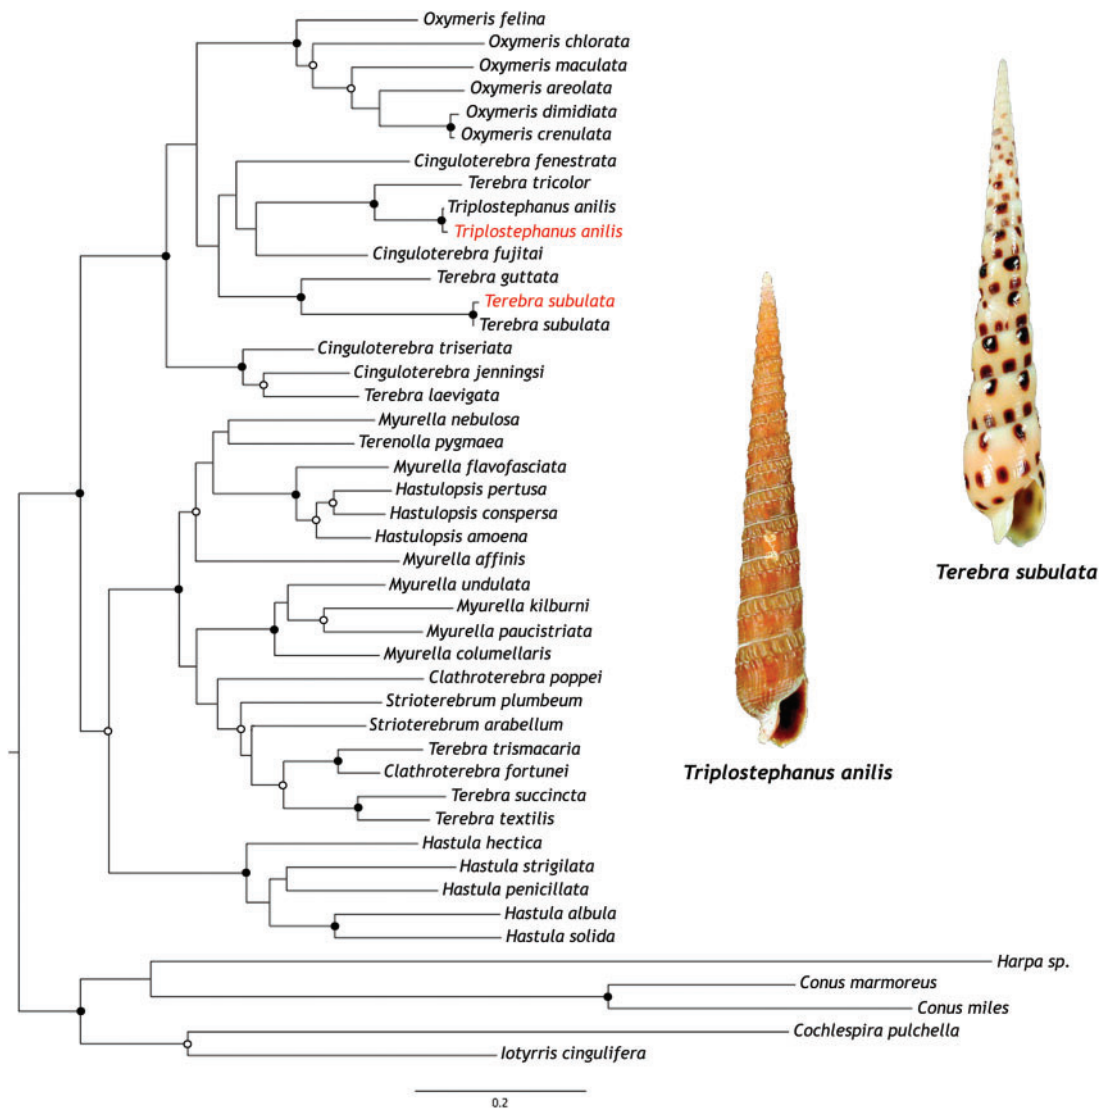 Oxymeris felina
Oxymeris chlorata
Oxymeris maculata
Oxymeris areolata
Oxymeris dimidiata
Oxymeris crenulata
Cinguloterebra fenestrata
Terebra tricolor
Triplostephanus anilis
Triplostephanus anilis
Cinguloterebra fujitai
Terebra guttata
Terebra subulata
Terebra subulata
Cinguloterebra triseriata
Cinguloterebra jenningsi
Terebra laevigata
Myurella nebulosa
Terenolla pygmaea
Myurella flavofasciata
Hastulopsis pertusa
Hastulopsis conspersa
Hastulopsis amoena
Myurella affinis
Myurella undulata
Myurella kilburni
Myurella paucistriata
Myurella columellaris
Clathroterebra poppei
Strioterebrum plumbeum
Strioterebrum arabellum
Terebra trismacaria
Clathroterebra fortunei
Terebra succincta
Terebra textilis
Hastula hectica
Hastula strigilata
Hastula penicillata
Hastula albula
Hastula solida
Harpa sp.
Conus marmoreus
Conus miles
Cochlespira pulchella
Iotyrris cingulifera
0.2
Terebra subulata
Triplostephanus anilis